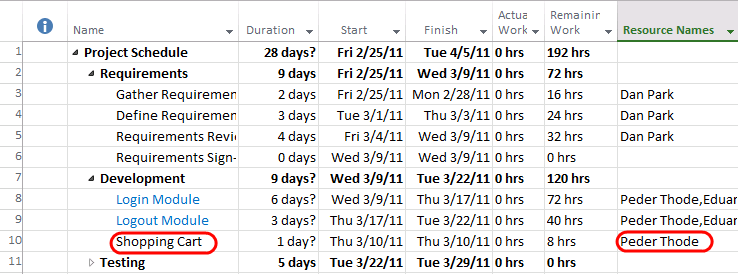 Name Duration Start Finish Actua Work Remainin Work Resource Names
1 Project Schedule 28 days? Fri 2/25/11 Tue 4/5/11 0 hrs 192 hrs
2 Requirements 9 days Fri 2/25/11 Wed 3/9/11 0 hrs 72 hrs
3 Gather Requiremen 2 days Fri 2/25/11 Mon 2/28/11 0 hrs 16 hrs Dan Park
4 Define Requiremen 3 days Tue 3/1/11 Thu 3/3/11 0 hrs 24 hrs Dan Park
5 Requirements Revi 4 days Fri 3/4/11 Wed 3/9/11 0 hrs 32 hrs Dan Park
6 Requirements Sign- 0 days Wed 3/9/11 Wed 3/9/11 0 hrs 0 hrs
7 Development 9 days? Wed 3/9/11 Tue 3/22/11 0 hrs 120 hrs
8 Login Module 6 days? Wed 3/9/11 Thu 3/17/11 0 hrs 72 hrs Peder Thode,Eduar
9 Logout Module 3 days? Thu 3/17/11 Tue 3/22/11 0 hrs 40 hrs Peder Thode,Eduar
10 Shopping Cart 1 day? Thu 3/10/11 Thu 3/10/11 0 hrs 8 hrs Peder Thode
11 Testing 5 days Tue 3/22/11 Tue 3/29/11 0 hrs 0 hrs